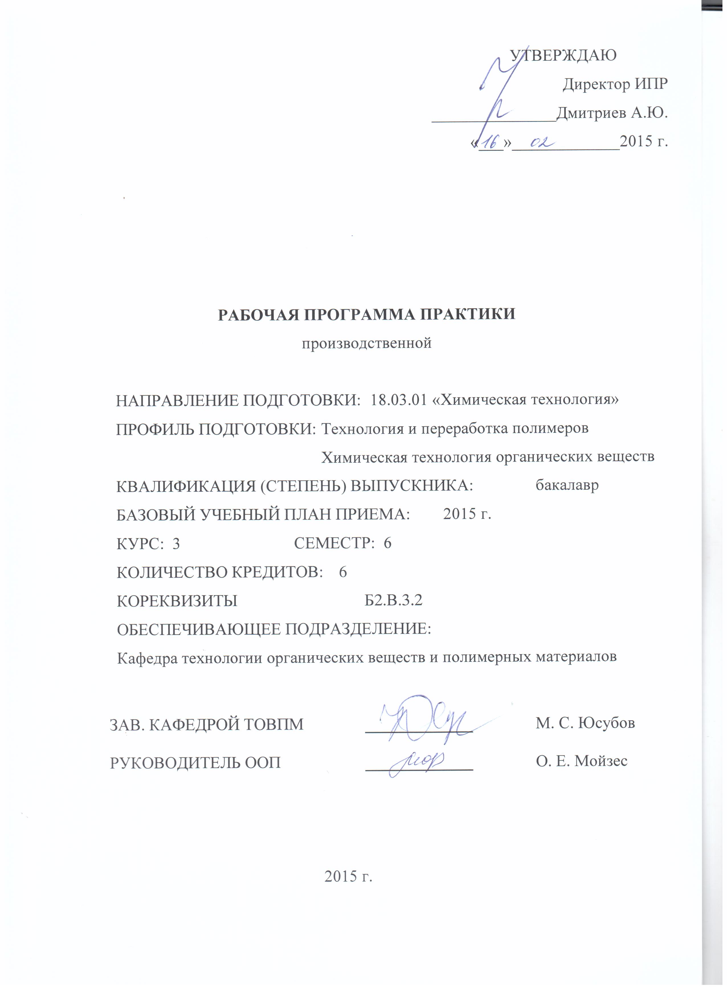 УТВЕРЖДАЮ
Директор ИПР
Дмитриев А.Ю.
«16» 02 2015 г.
РАБОЧАЯ ПРОГРАММА ПРАКТИКИ
производственной
НАПРАВЛЕНИЕ ПОДГОТОВКИ: 18.03.01 «Химическая технология»
ПРОФИЛЬ ПОДГОТОВКИ: Технология и переработка полимеров
Химическая технология органических веществ
КВАЛИФИКАЦИЯ (СТЕПЕНЬ) ВЫПУСКНИКА: бакалавр
БАЗОВЫЙ УЧЕБНЫЙ ПЛАН ПРИЕМА: 2015 г.
КУРС: 3 СЕМЕСТР: 6
КОЛИЧЕСТВО КРЕДИТОВ: 6
КОРЕКВИЗИТЫ Б2.В.3.2
ОБЕСПЕЧИВАЮЩЕЕ ПОДРАЗДЕЛЕНИЕ:
Кафедра технологии органических веществ и полимерных материалов
ЗАВ. КАФЕДРОЙ ТОВПМ М. С. Юсубов
РУКОВОДИТЕЛЬ ООП О. Е. Мойзес
2015 г.